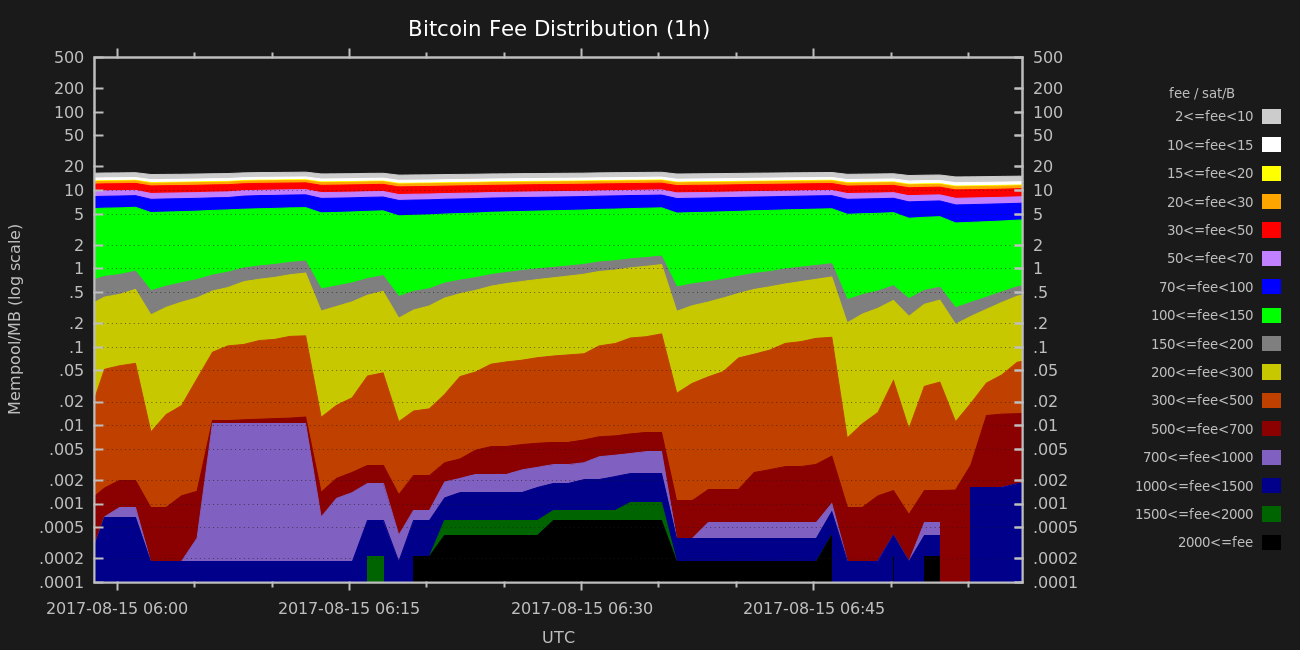 Bitcoin Fee Distribution (1h)
500 500
200 200
100 100
50 50
20 20
10 10
5 5
2 2
1 1
.5 .5
.2 .2
.1 .1
.05 .05
.02 .02
.01 .01
.005 .005
.002 .002
.001 .001
.0005 .0005
.0002 .0002
.0001 .0001
Mempool/MB (log scale)
2017-08-15 06:00 2017-08-15 06:15 2017-08-15 06:30 2017-08-15 06:45
UTC
fee / sat/B
2<=fee<10
10<=fee<15
15<=fee<20
20<=fee<30
30<=fee<50
50<=fee<70
70<=fee<100
100<=fee<150
150<=fee<200
200<=fee<300
300<=fee<500
500<=fee<700
700<=fee<1000
1000<=fee<1500
1500<=fee<2000
2000<=fee